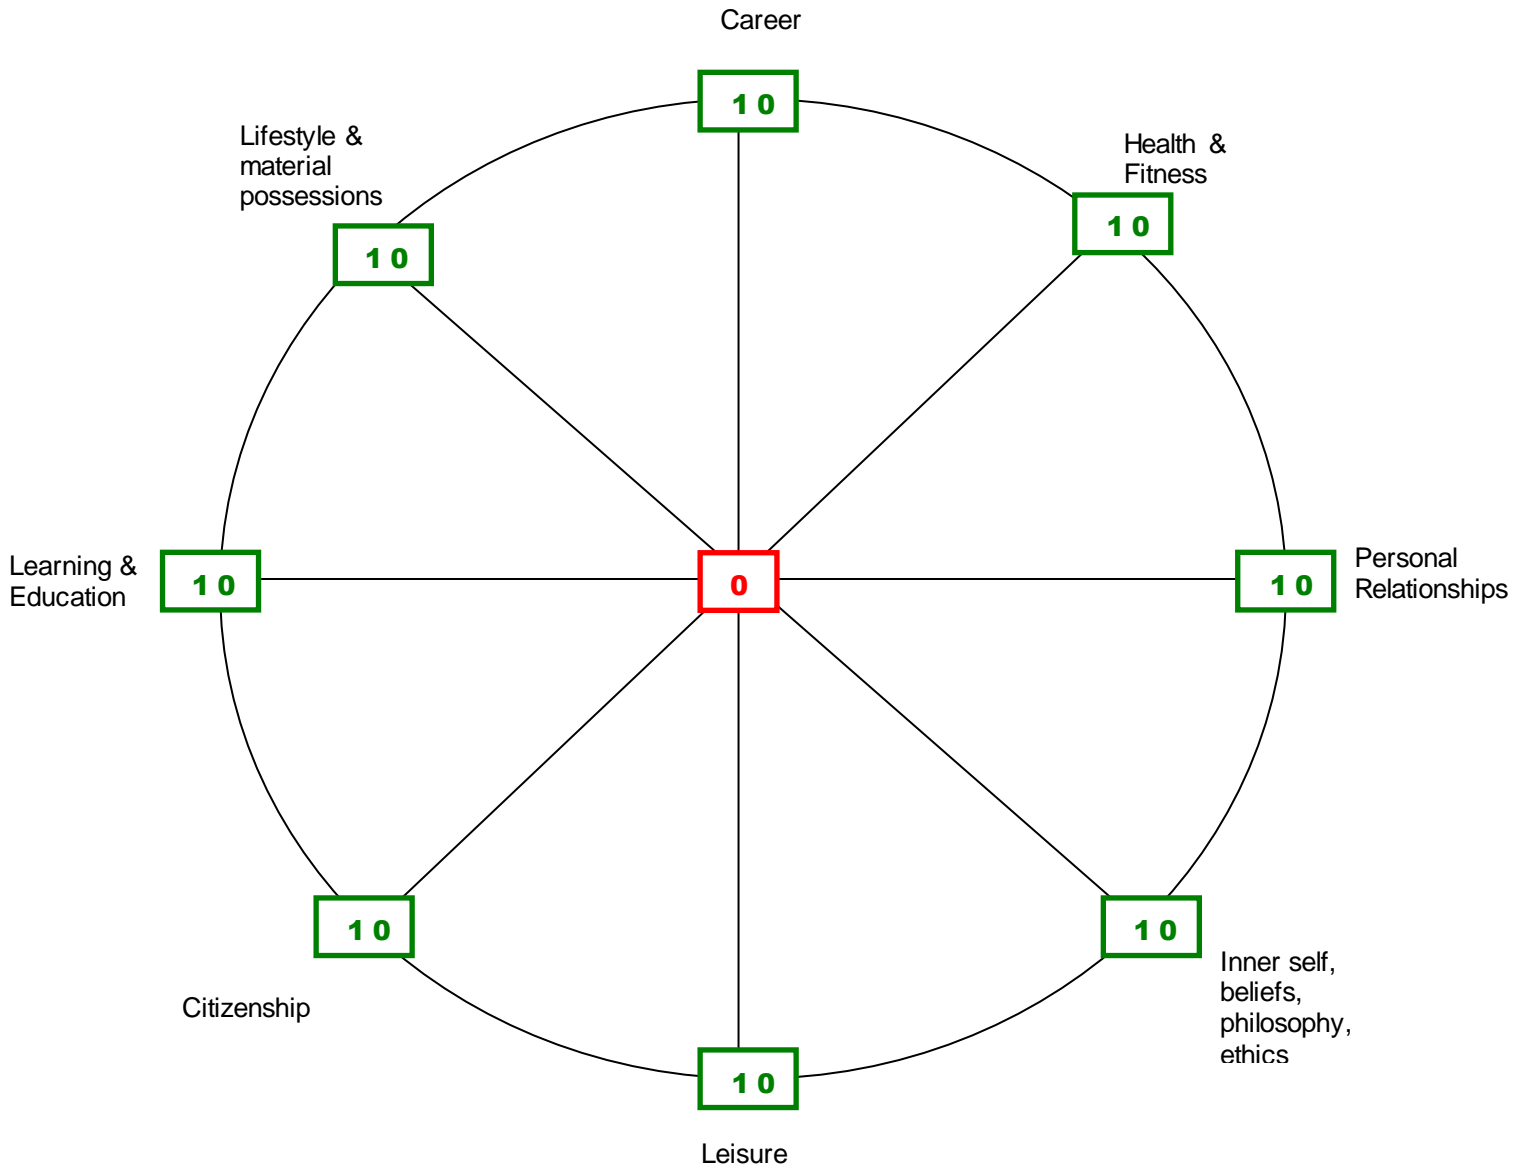 Career
10
Lifestyle &
material
possessions
10
Health &
Fitness
10
Learning &
Education
10
0
10
Personal
Relationships
10
Citizenship
10
Inner self,
beliefs,
philosophy,
ethics
10
Leisure